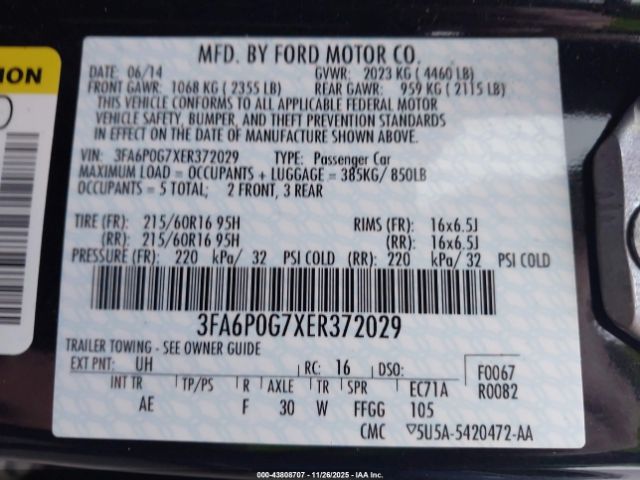 MFD. BY FORD MOTOR CO.
DATE: 06/14 GVWR: 2023 KG ( 4460 LB)
FRONT GAWR: 1068 KG ( 2355 LB) REAR GAWR: 959 KG ( 2115 LB)
THIS VEHICLE CONFORMS TO ALL APPLICABLE FEDERAL MOTOR
VEHICLE SAFETY, BUMPER, AND THEFT PREVENTION STANDARDS
IN EFFECT ON THE DATE OF MANUFACTURE SHOWN ABOVE.
VIN: 3FA6P0G7XER372029 TYPE: Passenger Car
MAXIMUM LOAD = OCCUPANTS + LUGGAGE = 385KG/ 850LB
OCCUPANTS = 5 TOTAL; 2 FRONT, 3 REAR
TIRE (FR): 215/60R16 95H RIMS (FR): 16x6.5J
(RR): 215/60R16 95H (RR): 16x6.5J
PRESSURE (FR): 220 kPa/ 32 PSI COLD (RR): 220 kPa/ 32 PSI COLD
3FA6P0G7XER372029
TRAILER TOWING - SEE OWNER GUIDE
EXT PNT: UH RC: 16 DSO: F0067
INT TR TP/PS R AXLE TR SPR EC71A R0082
AE F 30 W FFGG 105
CMC ▽5U5A-5420472-AA
000-43808707 - 11/26/2025 - IAA Inc.